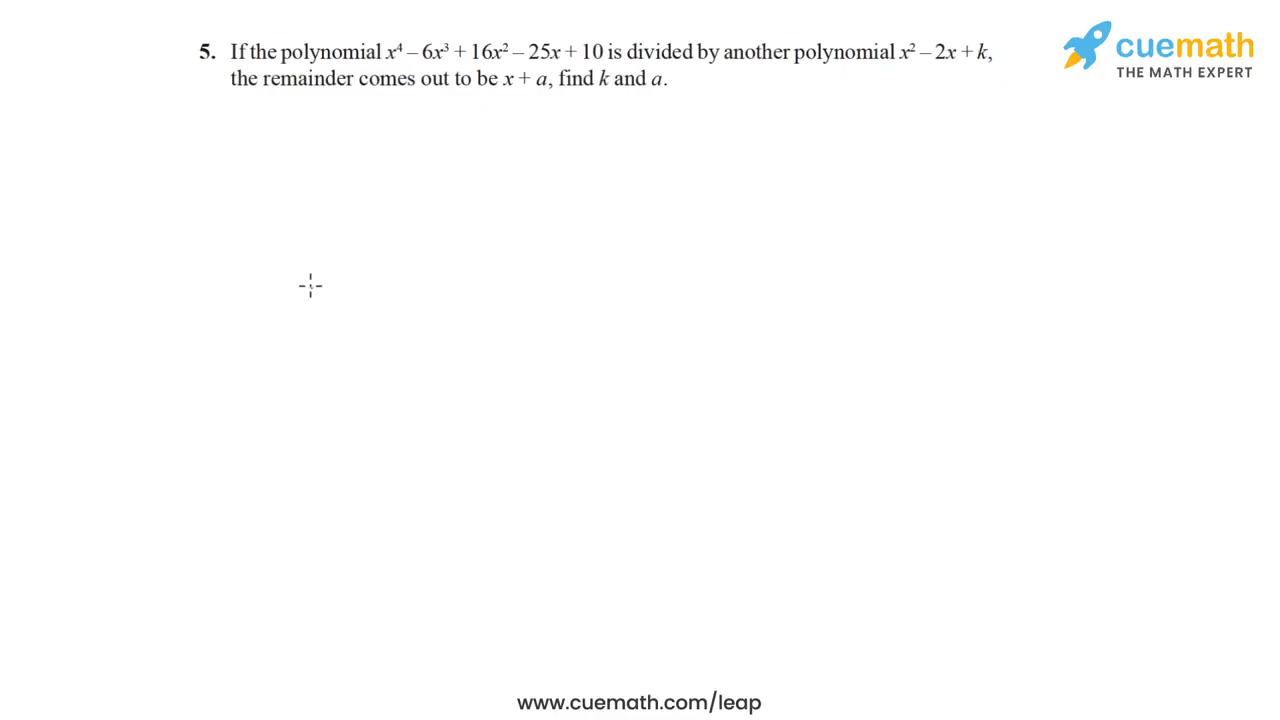 5. If the polynomial x⁴ – 6x³ + 16x² – 25x + 10 is divided by another polynomial x² – 2x + k,
the remainder comes out to be x + a, find k and a.
cuemath
THE MATH EXPERT
www.cuemath.com/leap